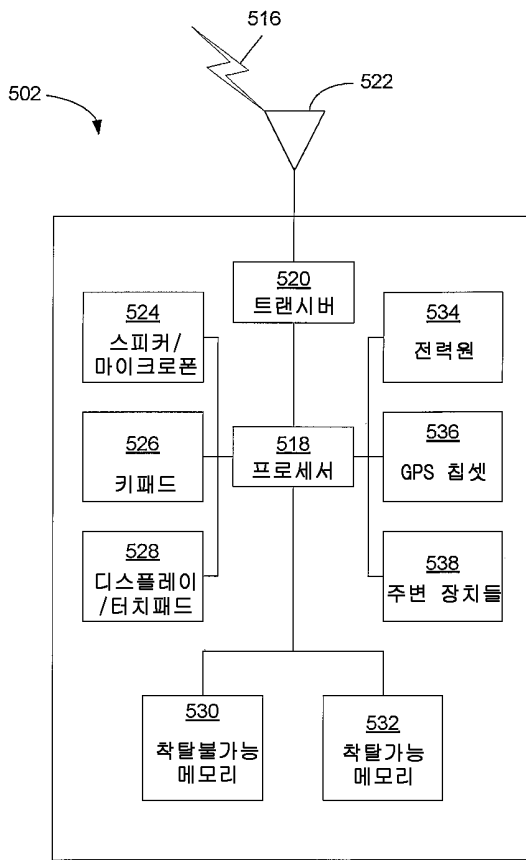 516
502
522
520
트랜시버
524
스피커/
마이크로폰
534
전력원
526
키패드
518
프로세서
536
GPS 칩셋
528
디스플레이
/터치패드
538
주변 장치들
530
착탈불가능
메모리
532
착탈가능
메모리